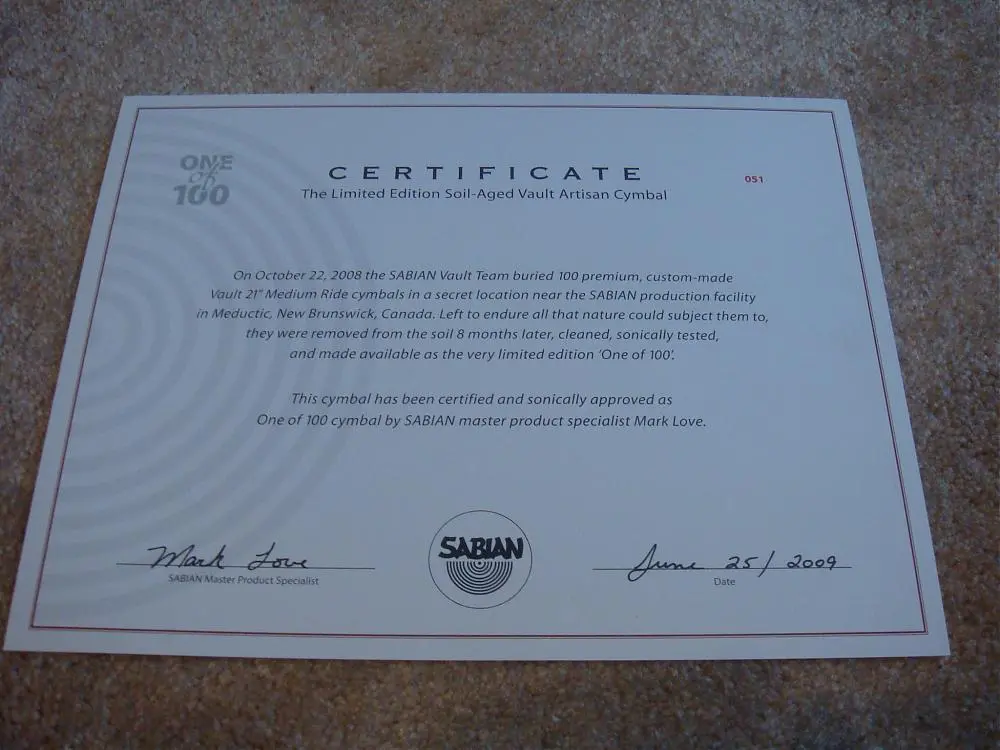 ONE
of
100
CERTIFICATE
The Limited Edition Soil-Aged Vault Artisan Cymbal
051
On October 22, 2008 the SABIAN Vault Team buried 100 premium, custom-made
Vault 21" Medium Ride cymbals in a secret location near the SABIAN production facility
in Meductic, New Brunswick, Canada. Left to endure all that nature could subject them to,
they were removed from the soil 8 months later, cleaned, sonically tested,
and made available as the very limited edition 'One of 100'.
This cymbal has been certified and sonically approved as
One of 100 cymbal by SABIAN master product specialist Mark Love.
Mark Love
SABIAN Master Product Specialist
SABIAN
June 25/ 2009
Date